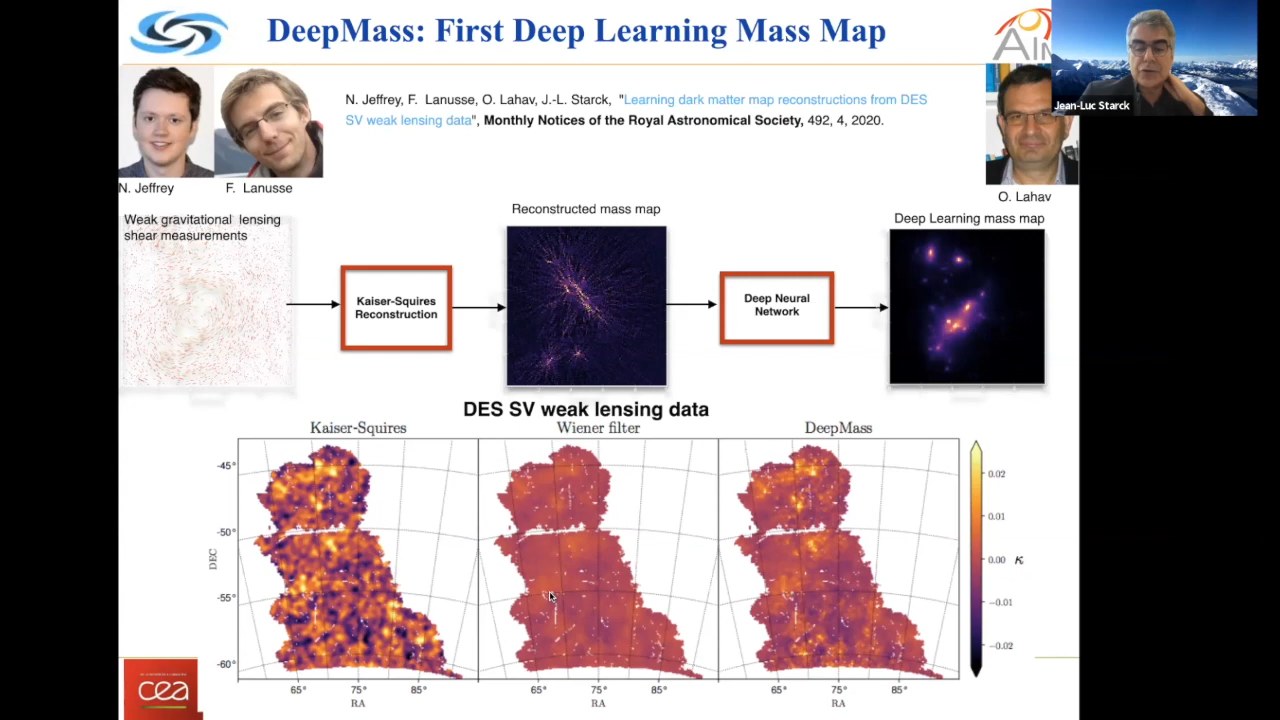 DeepMass: First Deep Learning Mass Map
AIM
Jean-Luc Starck
N. Jeffrey, F. Lanusse, O. Lahav, J.-L. Starck, "Learning dark matter map reconstructions from DES
SV weak lensing data", Monthly Notices of the Royal Astronomical Society, 492, 4, 2020.
N. Jeffrey
F. Lanusse
O. Lahav
Weak gravitational lensing
shear measurements
Reconstructed mass map
Deep Learning mass map
Kaiser-Squires
Reconstruction
Deep Neural
Network
DES SV weak lensing data
Kaiser-Squires
Wiener filter
DeepMass
-45°
-50°
-55°
-60°
DEC
65°
75°
85°
RA
65°
75°
85°
RA
65°
75°
85°
RA
0.02
0.01
0.00
−0.01
−0.02
κ
cea